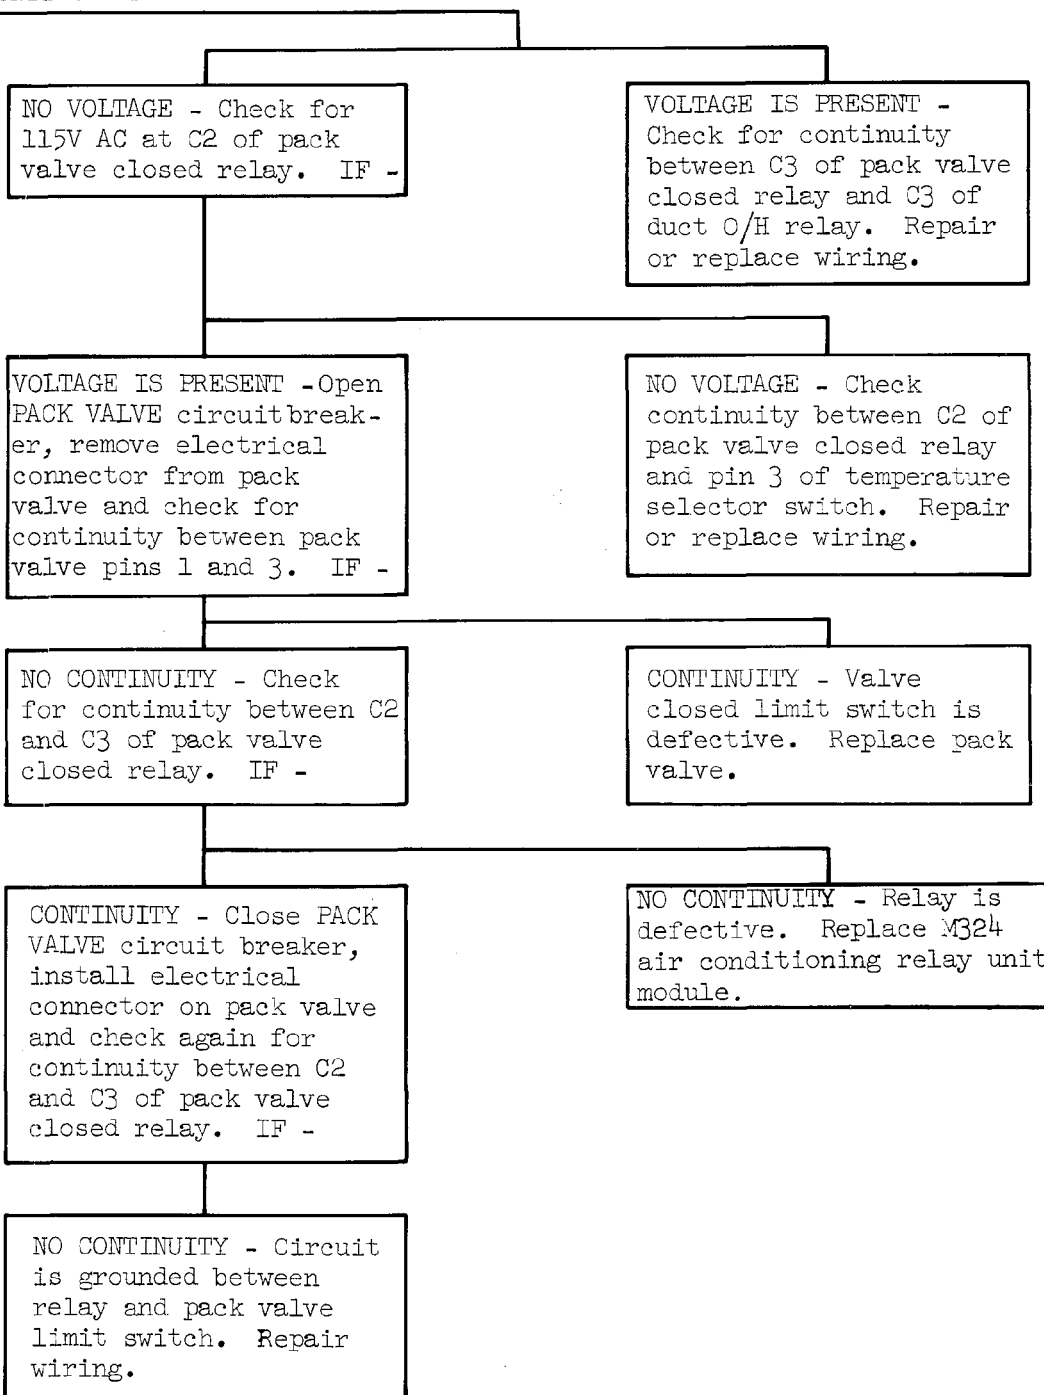 NO VOLTAGE - Check for
115V AC at C2 of pack
valve closed relay. IF -
VOLTAGE IS PRESENT -
Check for continuity
between C3 of pack valve
closed relay and C3 of
duct O/H relay. Repair
or replace wiring.
VOLTAGE IS PRESENT -Open
PACK VALVE circuit break-
er, remove electrical
connector from pack
valve and check for
continuity between pack
valve pins 1 and 3. IF -
NO VOLTAGE - Check
continuity between C2 of
pack valve closed relay
and pin 3 of temperature
selector switch. Repair
or replace wiring.
NO CONTINUITY - Check
for continuity between C2
and C3 of pack valve
closed relay. IF -
CONTINUITY - Valve
closed limit switch is
defective. Replace pack
valve.
CONTINUITY - Close PACK
VALVE circuit breaker,
install electrical
connector on pack valve
and check again for
continuity between C2
and C3 of pack valve
closed relay. IF -
NO CONTINUITY - Relay is
defective. Replace M324
air conditioning relay unit
module.
NO CONTINUITY - Circuit
is grounded between
relay and pack valve
limit switch. Repair
wiring.